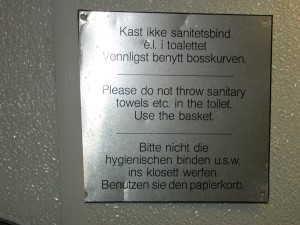 Kast ikke sanitetsbind
e.l. i toalettet
Vennligst benytt bosskurven.
Please do not throw sanitary
towels etc. in the toilet.
Use the basket.
Bitte nicht die
hygienischen binden u.s.w.
ins klosett werfen.
Benutzen sie den papierkorb.